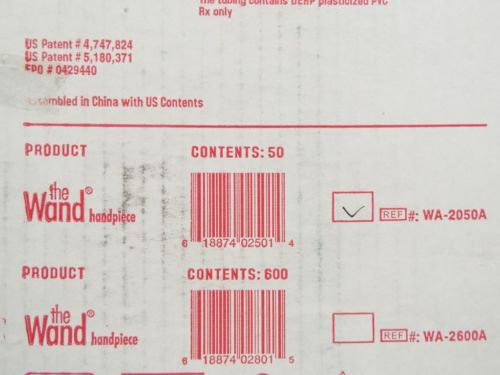 The tubing contains DEHP plasticized PVC
Rx only
US Patent # 4,747,824
US Patent # 5,180,371
EPO # 0429440
Assembled in China with US Contents
PRODUCT CONTENTS: 50
the Wand® handpiece
6 18874 02501 4
REF #: WA-2050A
PRODUCT CONTENTS: 600
the Wand® handpiece
6 18874 02801 5
REF #: WA-2600A